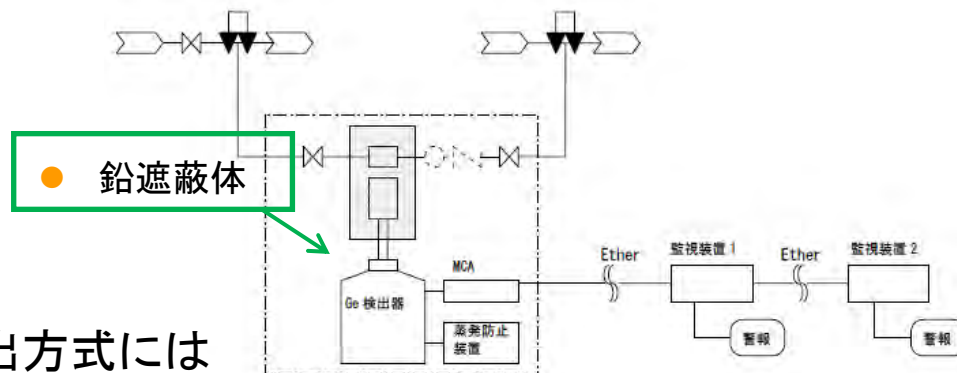 ● 鉛遮蔽体
Ether
監視装置1
Ether
監視装置2
MCA
Ge 検出器
蒸発防止
装置
警報
警報
出方式には